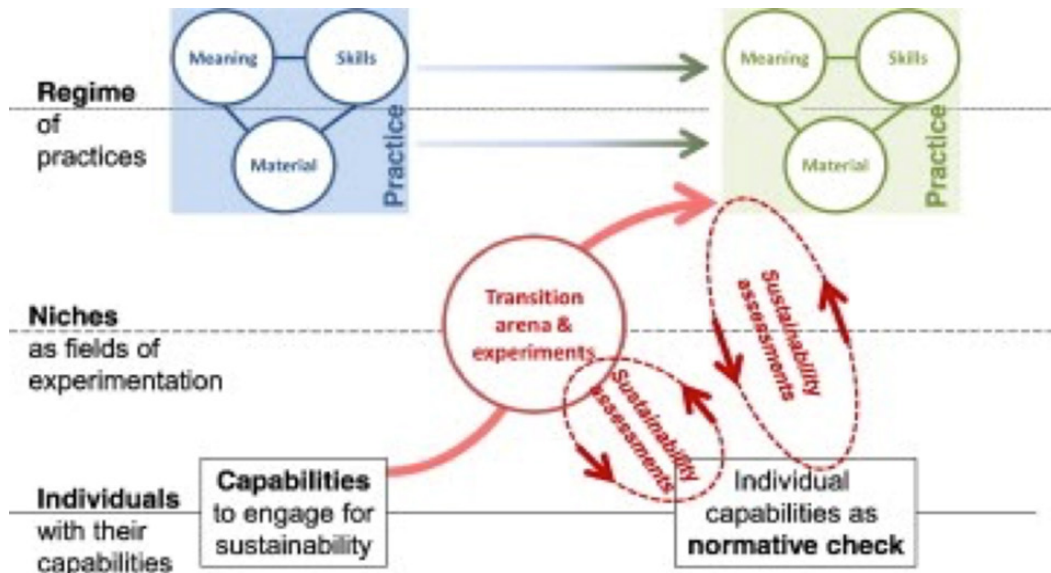 Meaning
Skills
Material
Practice
Meaning
Skills
Material
Practice
Regime
of
practices
Transition
arena &
experiments
Sustainability
assessments
Niches
as fields of
experimentation
Sustainability
assessments
Individuals
with their
capabilities
Capabilities
to engage for
sustainability
Individual
capabilities as
normative check